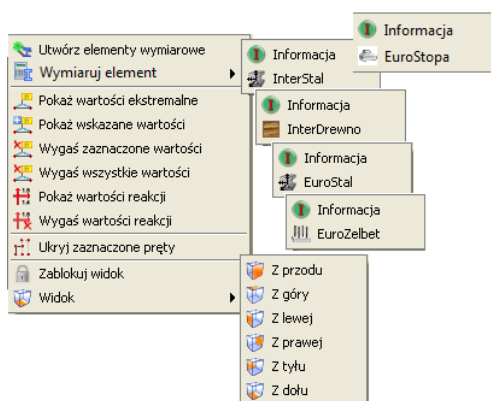 Utwórz elementy wymiarowe
Wymiaruj element
Pokaż wartości ekstremalne
Pokaż wskazane wartości
Wygaś zaznaczone wartości
Wygaś wszystkie wartości
Pokaż wartości reakcji
Wygaś wartości reakcji
Ukryj zaznaczone pręty
Zablokuj widok
Widok
Informacja
InterStal
Informacja
InterDrewno
Informacja
EuroStal
Informacja
EuroZelbet
Informacja
EuroStopa
Z przodu
Z góry
Z lewej
Z prawej
Z tyłu
Z dołu